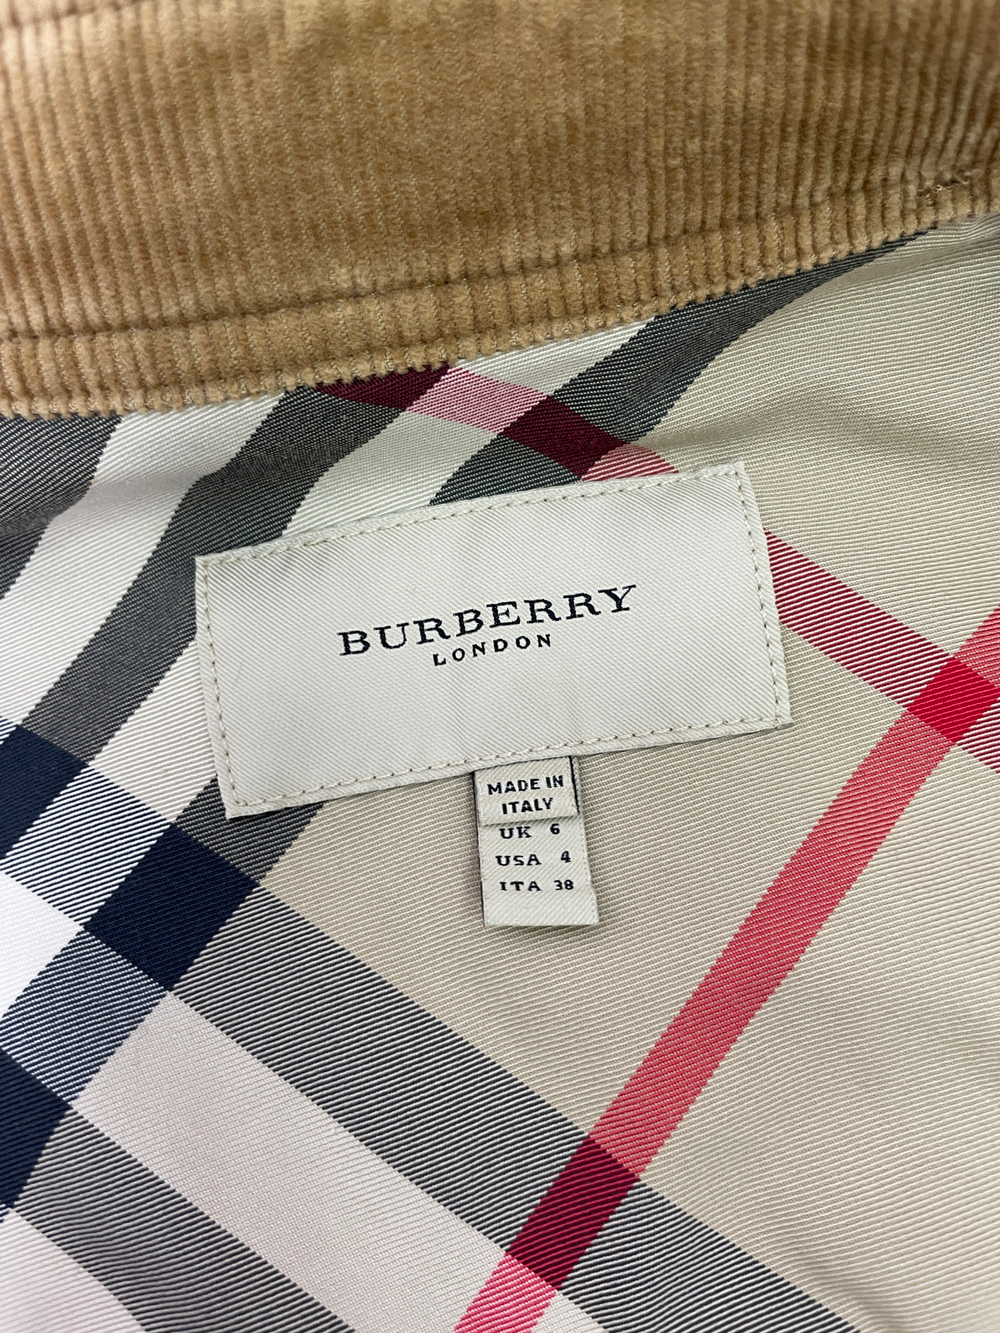 BURBERRY
LONDON
MADE IN
ITALY
UK 6
USA 4
ITA 38